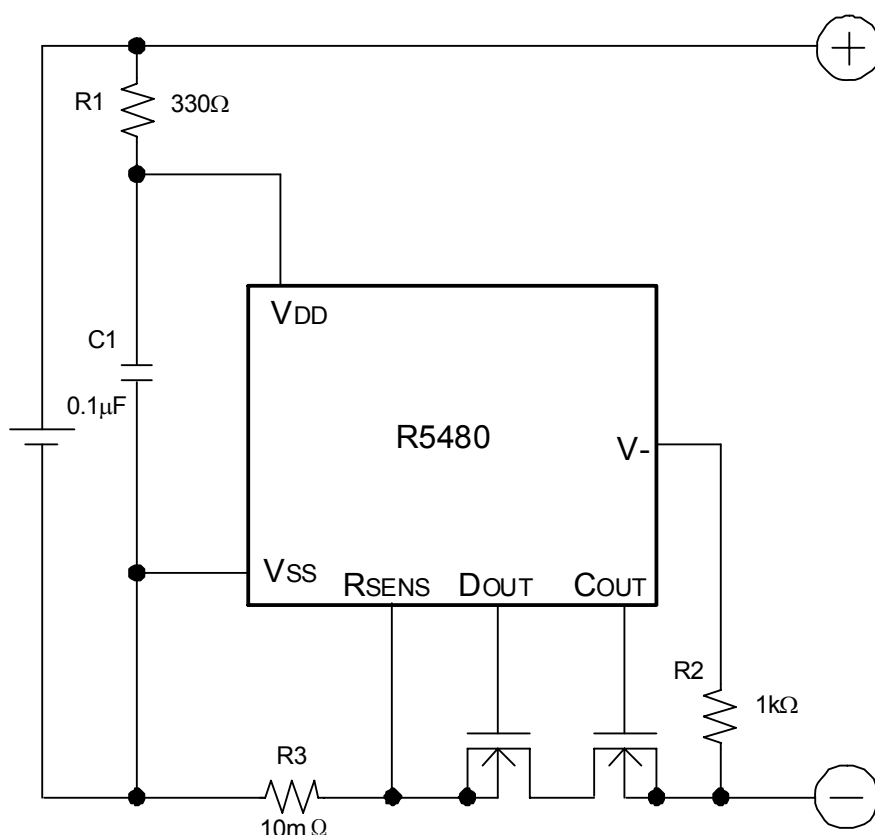 +
R1
330Ω
VDD
C1
0.1μF
R5480
V-
VSS
RSENS
DOUT
COUT
R2
1kΩ
R3
10mΩ
−